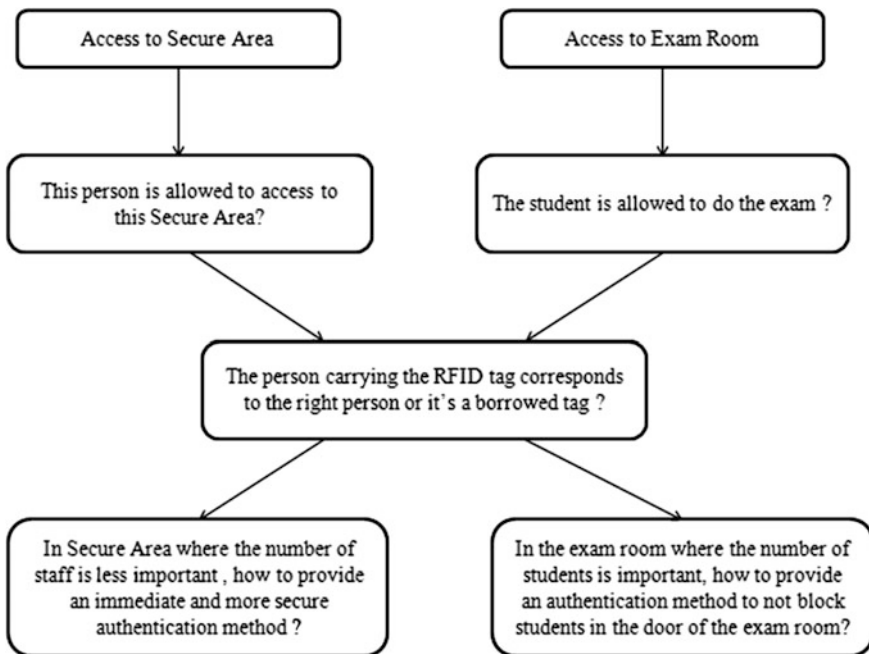 Access to Secure Area
Access to Exam Room
This person is allowed to access to
this Secure Area?
The student is allowed to do the exam ?
The person carrying the RFID tag corresponds
to the right person or it’s a borrowed tag ?
In Secure Area where the number of
staff is less important , how to provide
an immediate and more secure
authentication method ?
In the exam room where the number of
students is important, how to provide
an authentication method to not block
students in the door of the exam room?